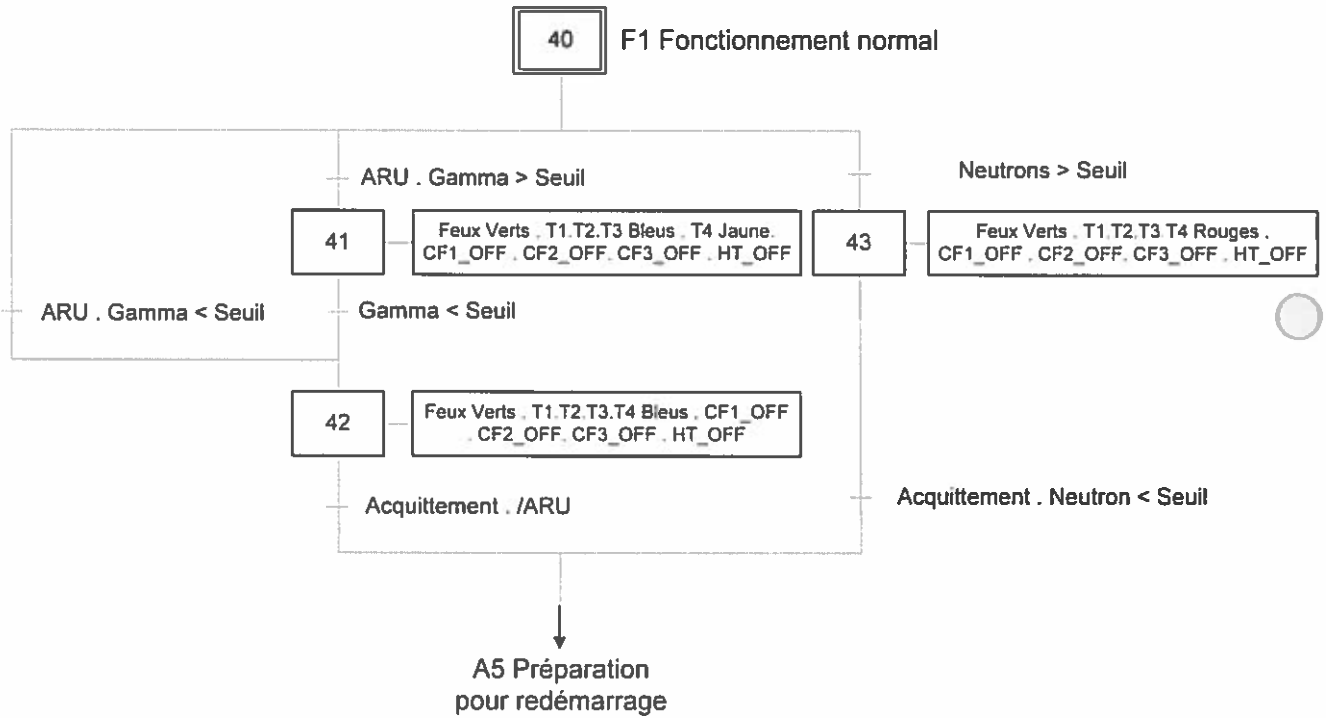 40
F1 Fonctionnement normal
ARU . Gamma > Seuil
Neutrons > Seuil
41
Feux Verts . T1.T2.T3 Bleus . T4 Jaune.
CF1_OFF . CF2_OFF. CF3_OFF . HT_OFF
43
Feux Verts . T1.T2.T3.T4 Rouges .
CF1_OFF . CF2_OFF. CF3_OFF . HT_OFF
ARU . Gamma < Seuil
Gamma < Seuil
42
Feux Verts . T1.T2.T3.T4 Bleus . CF1_OFF
. CF2_OFF. CF3_OFF . HT_OFF
Acquittement . /ARU
Acquittement . Neutron < Seuil
A5 Préparation
pour redémarrage